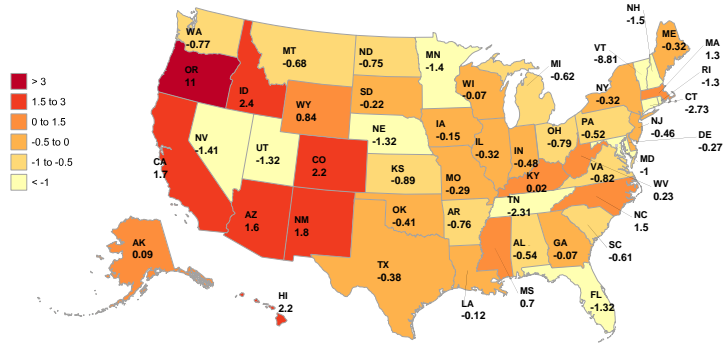 > 3
1.5 to 3
0 to 1.5
-0.5 to 0
-1 to -0.5
< -1
WA
-0.77
OR
11
CA
1.7
NV
-1.41
ID
2.4
MT
-0.68
WY
0.84
UT
-1.32
CO
2.2
AZ
1.6
NM
1.8
ND
-0.75
SD
-0.22
NE
-1.32
KS
-0.89
OK
-0.41
TX
-0.38
MN
-1.4
IA
-0.15
MO
-0.29
AR
-0.76
LA
-0.12
WI
-0.07
IL
-0.32
MI
-0.62
IN
-0.48
OH
-0.79
KY
0.02
TN
-2.31
MS
0.7
AL
-0.54
GA
-0.07
FL
-1.32
SC
-0.61
NC
1.5
WV
0.23
VA
-0.82
MD
-1
DE
-0.27
NJ
-0.46
PA
-0.52
NY
-0.32
CT
-2.73
RI
-1.3
MA
1.3
ME
-0.32
NH
-1.5
VT
-8.81
AK
0.09
HI
2.2